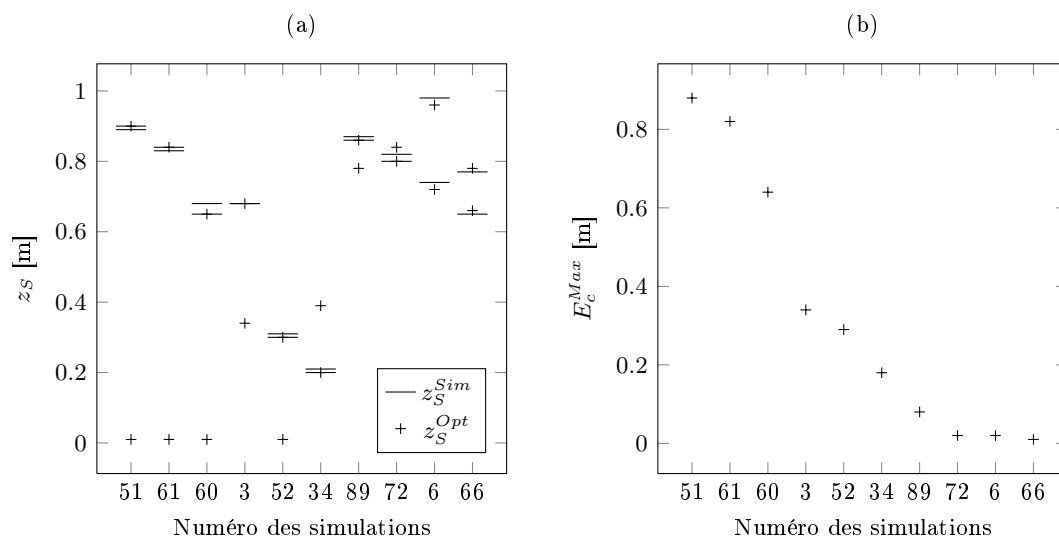 (a)
1
0.8
0.6
0.4
0.2
0
z_S [m]
z_S^{Sim}
z_S^{Opt}
51 61 60 3 52 34 89 72 6 66
Numéro des simulations
(b)
0.8
0.6
0.4
0.2
0
E_c^{Max} [m]
51 61 60 3 52 34 89 72 6 66
Numéro des simulations